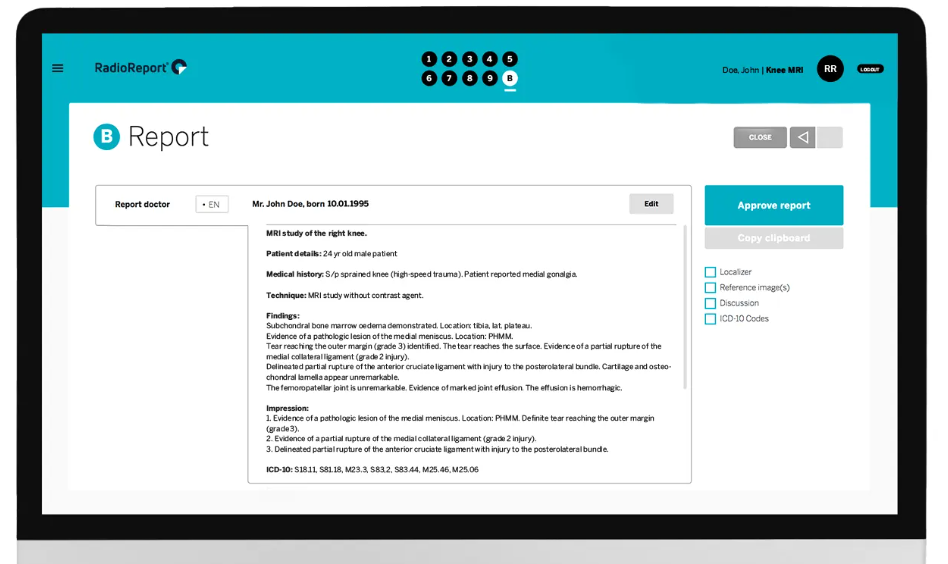 RadioReport®
1 2 3 4 5
6 7 8 9 B
Doe, John | Knee MRI
RR
LOGOUT
B Report
CLOSE
Report doctor
• EN
Mr. John Doe, born 10.01.1995
Edit
Approve report
Copy clipboard
Localizer
Reference image(s)
Discussion
ICD-10 Codes
MRI study of the right knee.
Patient details: 24 yr old male patient
Medical history: S/p sprained knee (high-speed trauma). Patient reported medial gonalgia.
Technique: MRI study without contrast agent.
Findings:
Subchondral bone marrow oedema demonstrated. Location: tibia, lat. plateau.
Evidence of a pathologic lesion of the medial meniscus. Location: PHMM.
Tear reaching the outer margin (grade 3) identified. The tear reaches the surface. Evidence of a partial rupture of the
medial collateral ligament (grade 2 injury).
Delineated partial rupture of the anterior cruciate ligament with injury to the posterolateral bundle. Cartilage and osteo-
chondral lamella appear unremarkable.
The femoropatellar joint is unremarkable. Evidence of marked joint effusion. The effusion is hemorrhagic.
Impression:
1. Evidence of a pathologic lesion of the medial meniscus. Location: PHMM. Definite tear reaching the outer margin
(grade 3).
2. Evidence of a partial rupture of the medial collateral ligament (grade 2 injury).
3. Delineated partial rupture of the anterior cruciate ligament with injury to the posterolateral bundle.
ICD-10: S18.11, S81.18, M23.3, S83,2, S83.44, M25.46, M25.06